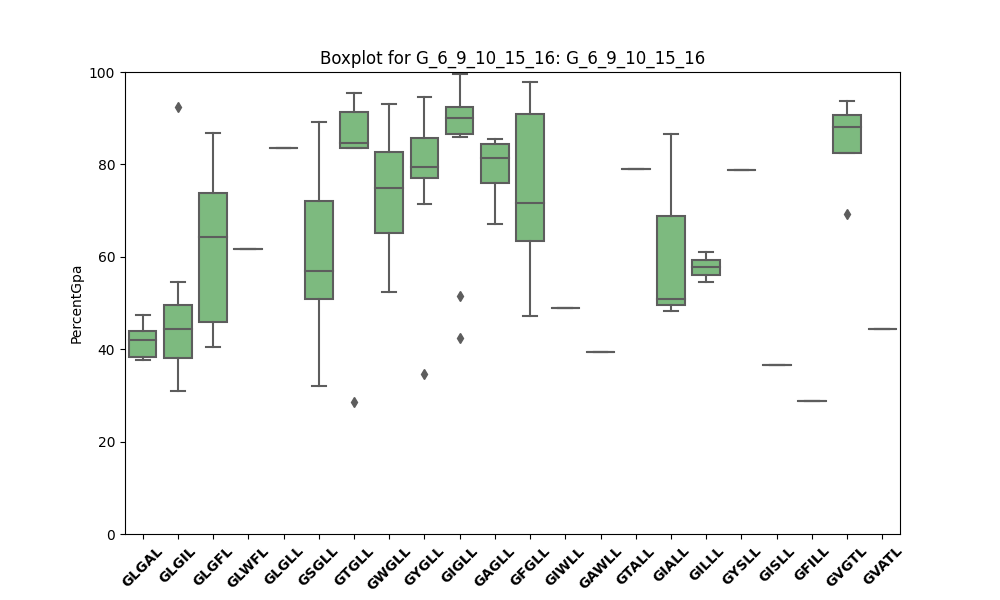 Boxplot for G_6_9_10_15_16: G_6_9_10_15_16
100
80
60
40
20
0
PercentGpa
GLGAL GLGIL GLGFL GLWFL GLGLL GSGLL GTGLL GWGLL GYGLL GIGLL GAGLL GFGLL GIWLL GAWLL GTALL GIALL GILLL GYSLL GISLL GFILL GVGTL GVATL